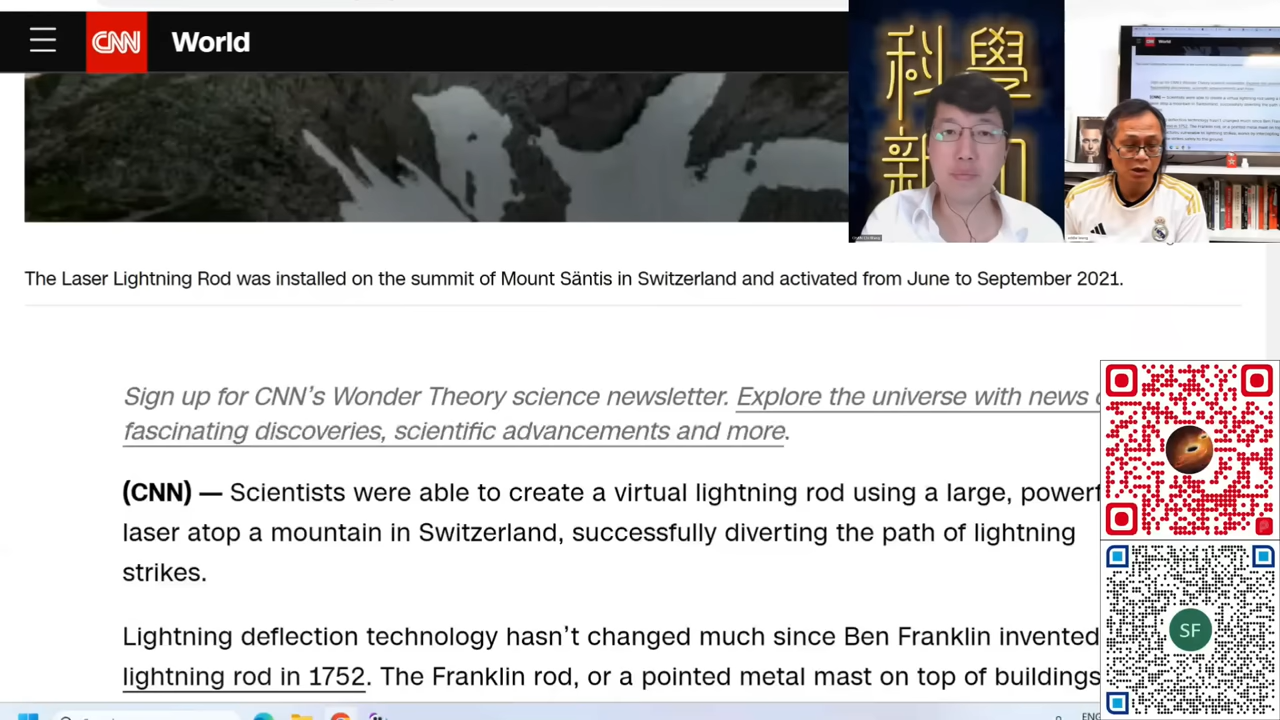 CNN World
科學
新知
The Laser Lightning Rod was installed on the summit of Mount Säntis in Switzerland and activated from June to September 2021.
Sign up for CNN’s Wonder Theory science newsletter. Explore the universe with news
fascinating discoveries, scientific advancements and more.
(CNN) — Scientists were able to create a virtual lightning rod using a large, powerf
laser atop a mountain in Switzerland, successfully diverting the path of lightning
strikes.
Lightning deflection technology hasn’t changed much since Ben Franklin invented
lightning rod in 1752. The Franklin rod, or a pointed metal mast on top of buildings
SF
ENG